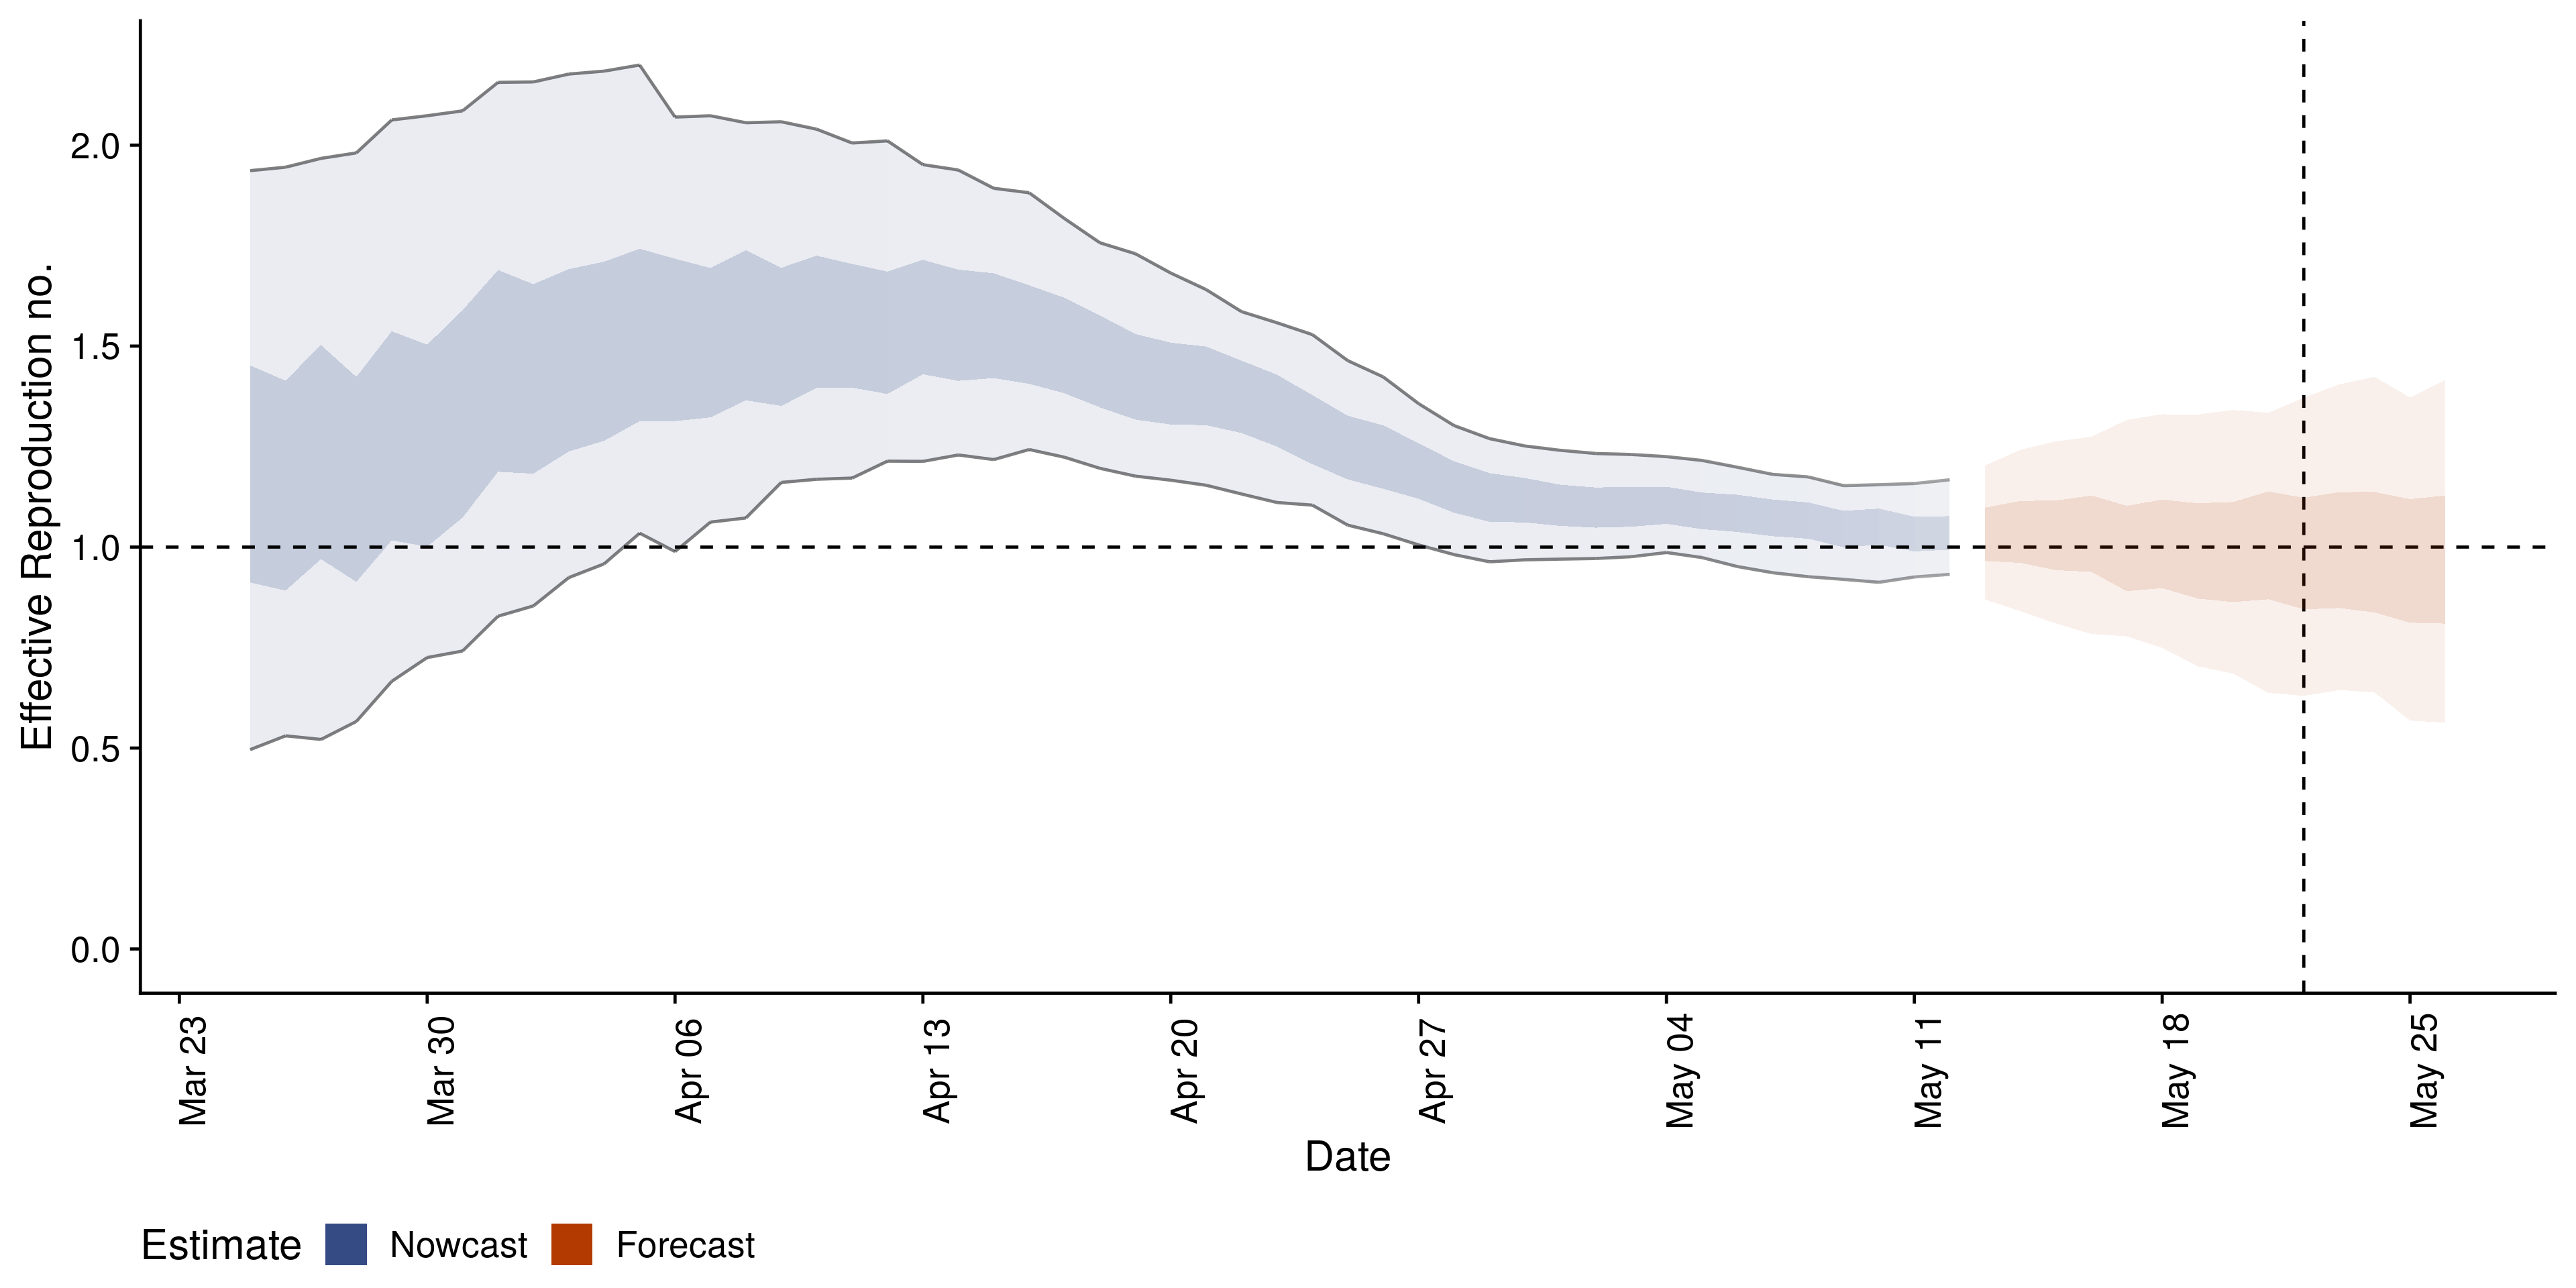 Effective Reproduction no.
2.0
1.5
1.0
0.5
0.0
Mar 23
Mar 30
Apr 06
Apr 13
Apr 20
Apr 27
May 04
May 11
May 18
May 25
Date
Estimate Nowcast Forecast